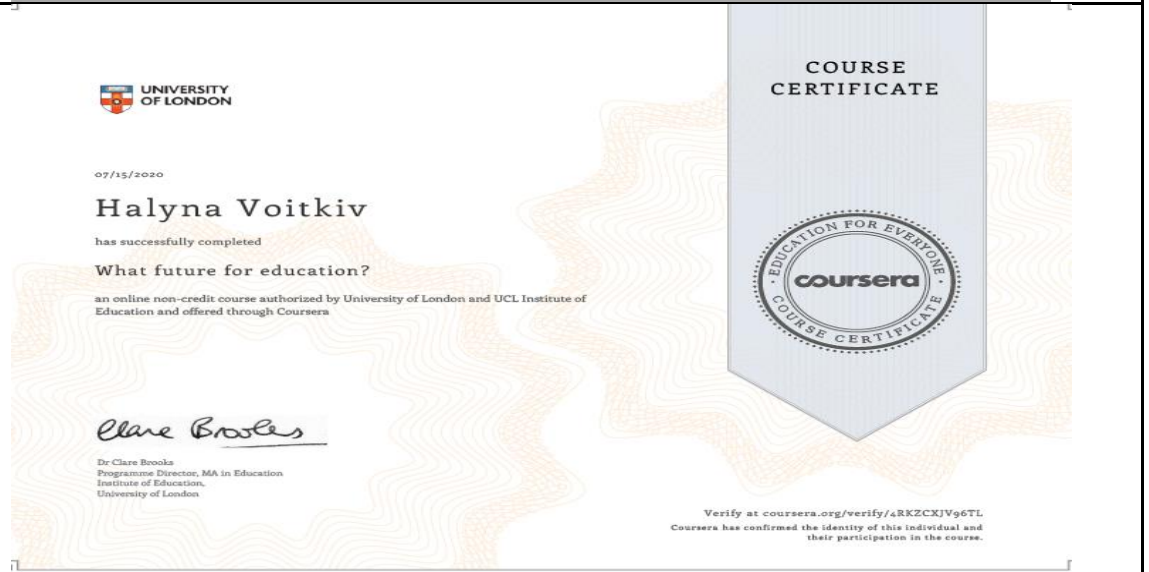 UNIVERSITY
OF LONDON
07/15/2020
Halyna Voitkiv
has successfully completed
What future for education?
an online non-credit course authorized by University of London and UCL Institute of
Education and offered through Coursera
Clare Brooks
Dr Clare Brooks
Programme Director, MA in Education
Institute of Education,
University of London
COURSE
CERTIFICATE
EDUCATION FOR EVERYONE
coursera
COURSE CERTIFICATE
Verify at coursera.org/verify/4RKZCXJV96TL
Coursera has confirmed the identity of this individual and
their participation in the course.